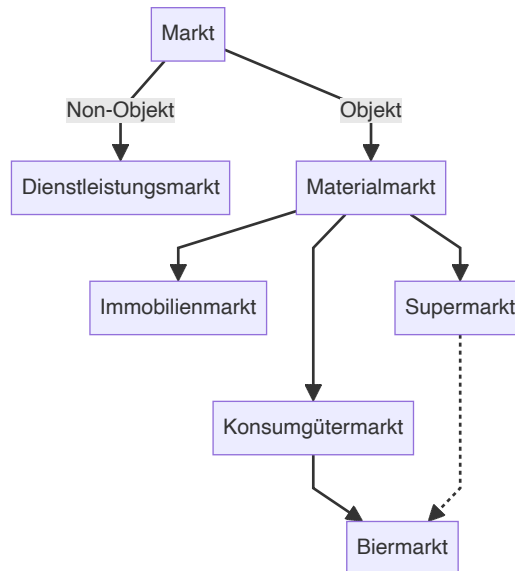 Markt
Non-Objekt
Objekt
Dienstleistungsmarkt
Materialmarkt
Immobilienmarkt
Supermarkt
Konsumgütermarkt
Biermarkt